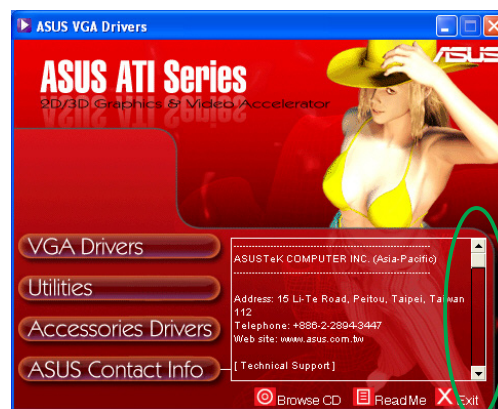 ASUS VGA Drivers
ASUS
ASUS ATI Series
2D/3D Graphics & Video Accelerator
VGA Drivers
Utilities
Accessories Drivers
ASUS Contact Info
ASUSTeK COMPUTER INC. (Asia-Pacific)
Address: 15 Li-Te Road, Peitou, Taipei, Taiwan
112
Telephone: +886-2-2894-3447
Web site: www.asus.com.tw
[ Technical Support ]
Browse CD
Read Me
Exit